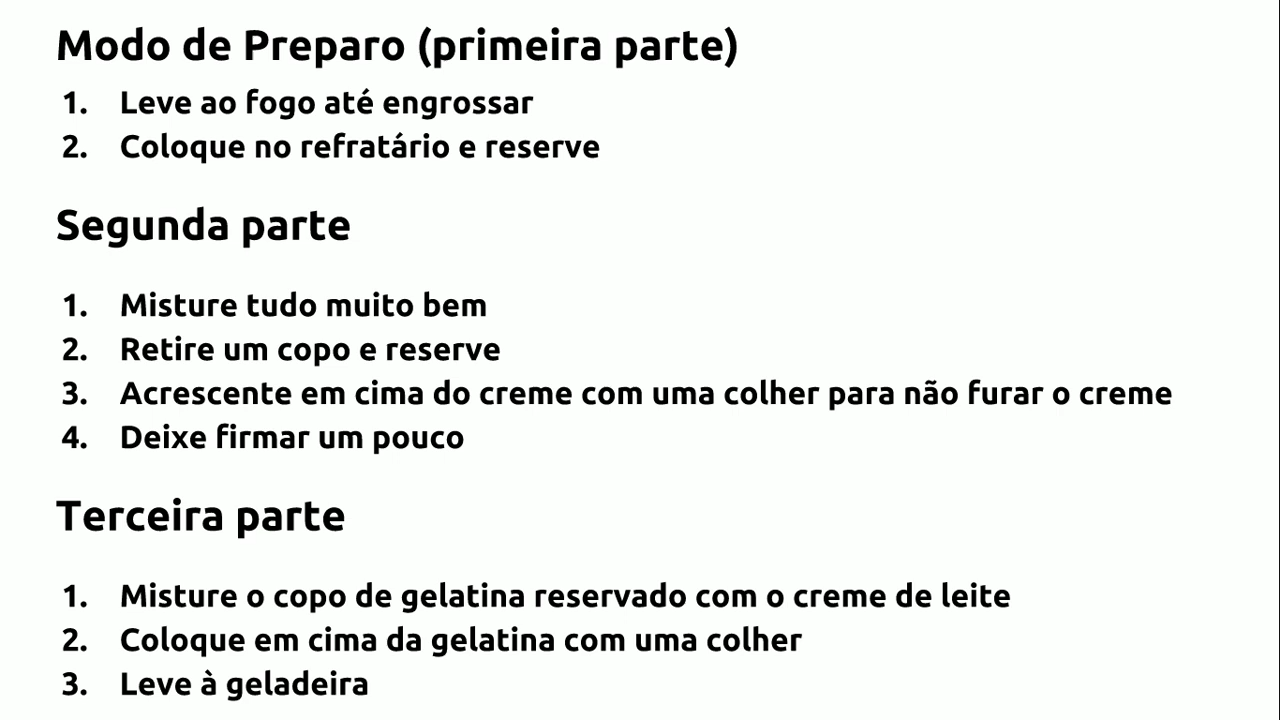 Modo de Preparo (primeira parte)
1. Leve ao fogo até engrossar
2. Coloque no refratário e reserve
Segunda parte
1. Misture tudo muito bem
2. Retire um copo e reserve
3. Acrescente em cima do creme com uma colher para não furar o creme
4. Deixe firmar um pouco
Terceira parte
1. Misture o copo de gelatina reservado com o creme de leite
2. Coloque em cima da gelatina com uma colher
3. Leve à geladeira